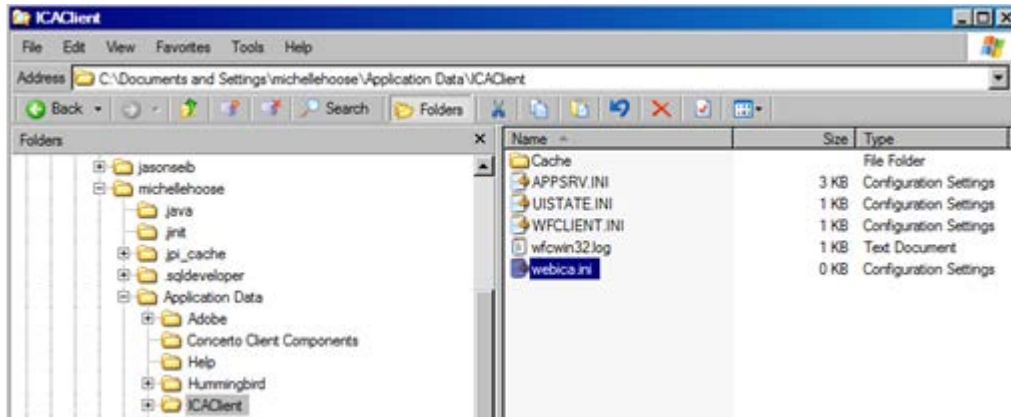 ICAClient
File Edit View Favorites Tools Help
Address C:\Documents and Settings\michellehoose\Application Data\ICAClient
Back Search Folders
Folders
jasonseib
michellehoose
.java
.jinit
.jpi_cache
.sqldeveloper
Application Data
Adobe
Concerto Client Components
Help
Hummingbird
ICAClient
Name Size Type
Cache File Folder
APPSRV.INI 3 KB Configuration Settings
UISTATE.INI 1 KB Configuration Settings
WFCLIENT.INI 1 KB Configuration Settings
wfcwin32.log 1 KB Text Document
webica.ini 0 KB Configuration Settings